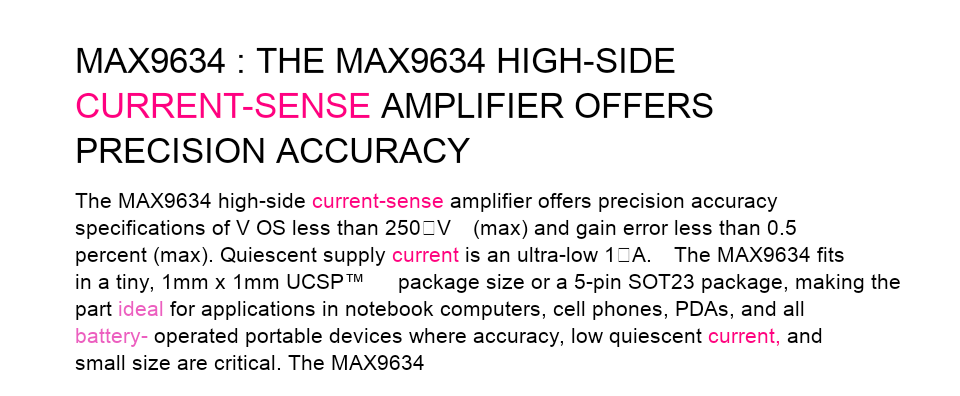 MAX9634 : THE MAX9634 HIGH-SIDE
CURRENT-SENSE AMPLIFIER OFFERS
PRECISION ACCURACY
The MAX9634 high-side current-sense amplifier offers precision accuracy
specifications of V OS less than 250□V (max) and gain error less than 0.5
percent (max). Quiescent supply current is an ultra-low 1□A. The MAX9634 fits
in a tiny, 1mm x 1mm UCSP™ package size or a 5-pin SOT23 package, making the
part ideal for applications in notebook computers, cell phones, PDAs, and all
battery- operated portable devices where accuracy, low quiescent current, and
small size are critical. The MAX9634